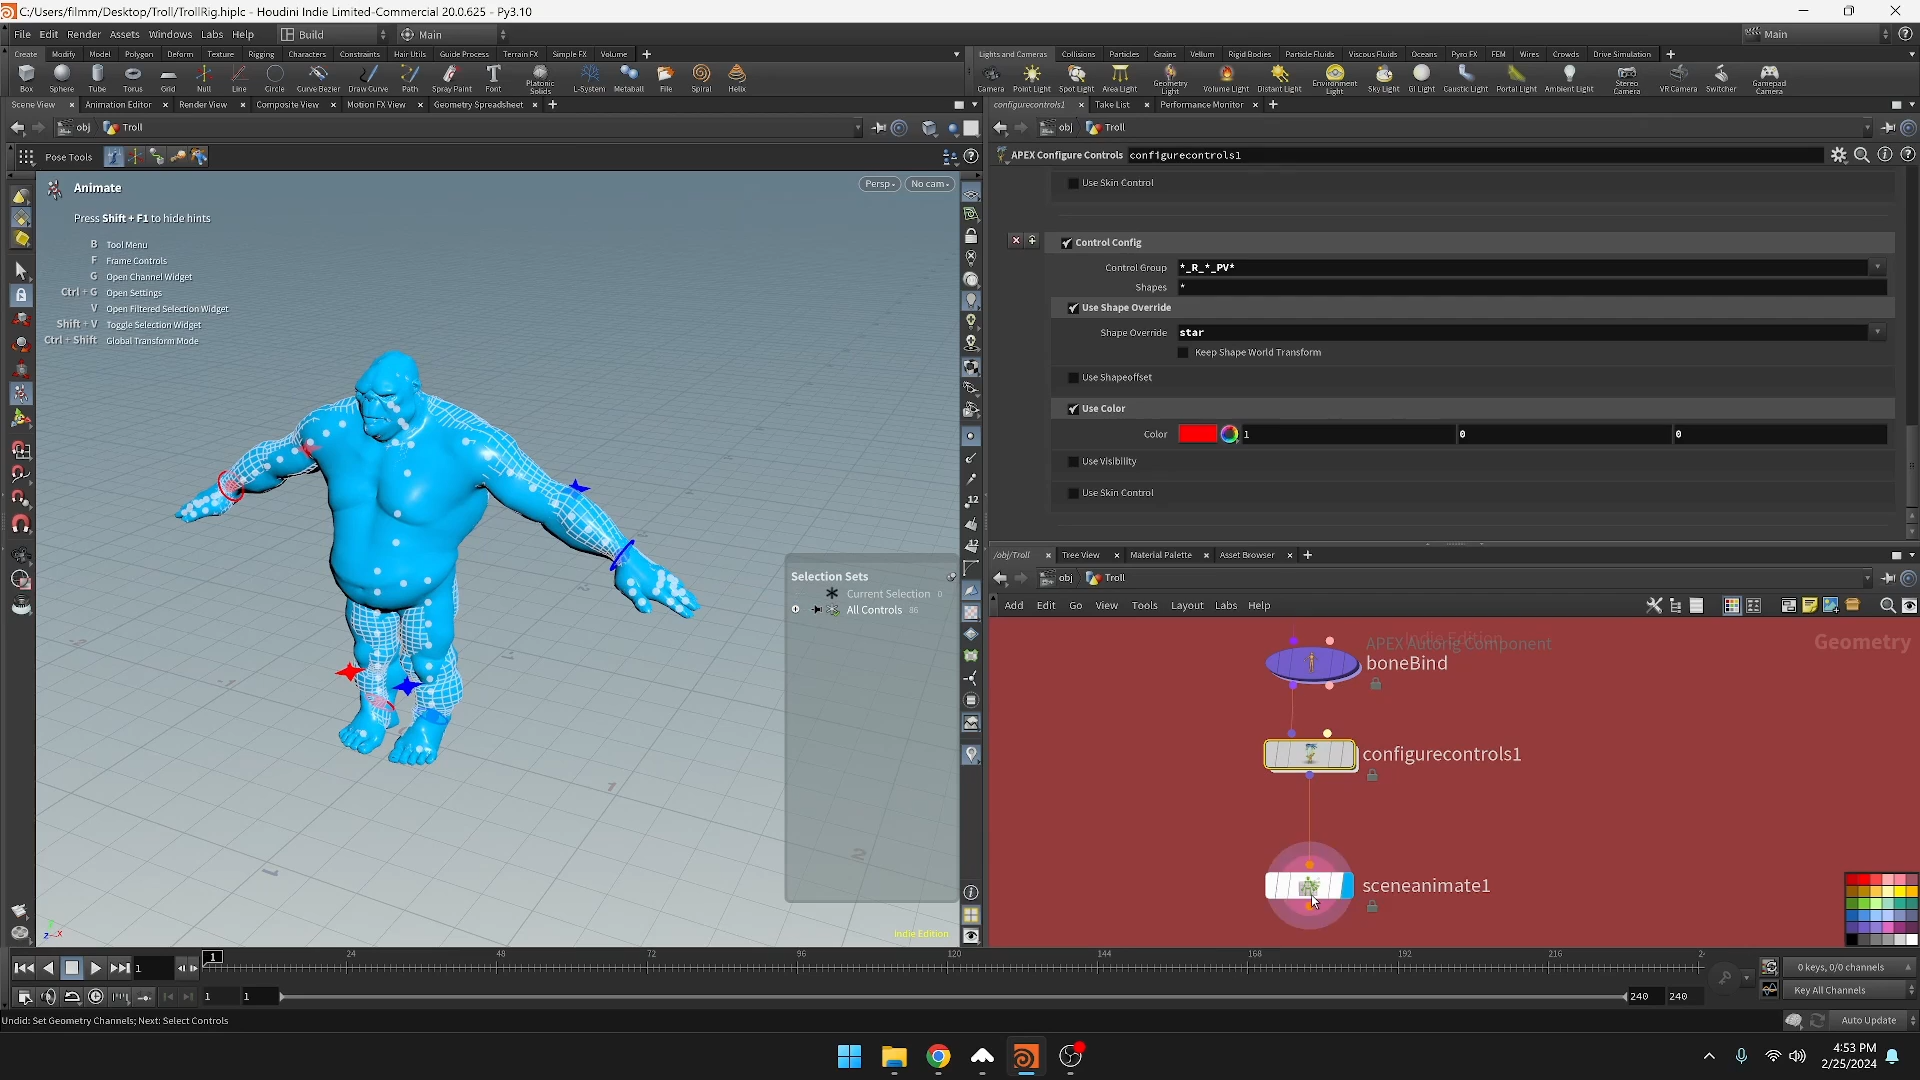 C:/Users/filmm/Desktop/Troll/TrollRig.hiplc - Houdini Indie Limited-Commercial 20.0.625 - Py3.10
File Edit Render Assets Windows Labs Help Build Main Main
Create Modify Model Polygon Deform Texture Rigging Characters Constraints Hair Utils Guide Process Terrain FX Simple FX Volume
Lights and Cameras Collisions Particles Grains Vellum Rigid Bodies Particle Fluids Viscous Fluids Oceans Pyro FX FEM Wires Crowds Drive Simulation
Box Sphere Tube Torus Grid Null Line Circle Curve Bezier Draw Curve Path Spray Paint Font Platonic Solids L-System Metaball File Spiral Helix
Camera Point Light Spot Light Area Light Geometry Light Volume Light Distant Light Environment Light Sky Light GI Light Caustic Light Portal Light Ambient Light Stereo Camera VR Camera Switcher Gamepad Camera
Scene View Animation Editor Render View Composite View Motion FX View Geometry Spreadsheet
configurecontrols1 Take List Performance Monitor
obj Troll
obj Troll
Pose Tools
APEX Configure Controls configurecontrols1
Animate
Persp No cam
Press Shift + F1 to hide hints
B Tool Menu
F Frame Controls
G Open Channel Widget
Ctrl + G Open Settings
V Open Filtered Selection Widget
Shift + V Toggle Selection Widget
Ctrl + Shift Global Transform Mode
Selection Sets
Current Selection 0
All Controls 86
Indie Edition
Use Skin Control
Control Config
Control Group *_R_*_PV*
Shapes *
Use Shape Override
Shape Override star
Keep Shape World Transform
Use Shapeoffset
Use Color
Color 1 0 0
Use Visibility
Use Skin Control
/obj/Troll Tree View Material Palette Asset Browser
obj Troll
Add Edit Go View Tools Layout Labs Help
Indie Edition
Geometry
APEX Autorig Component
boneBind
configurecontrols1
sceneanimate1
1 1 24 48 72 96 120 144 168 192 216
0 keys, 0/0 channels
1 1 240 240 Key All Channels
Undid: Set Geometry Channels; Next: Select Controls
Auto Update
4:53 PM
2/25/2024